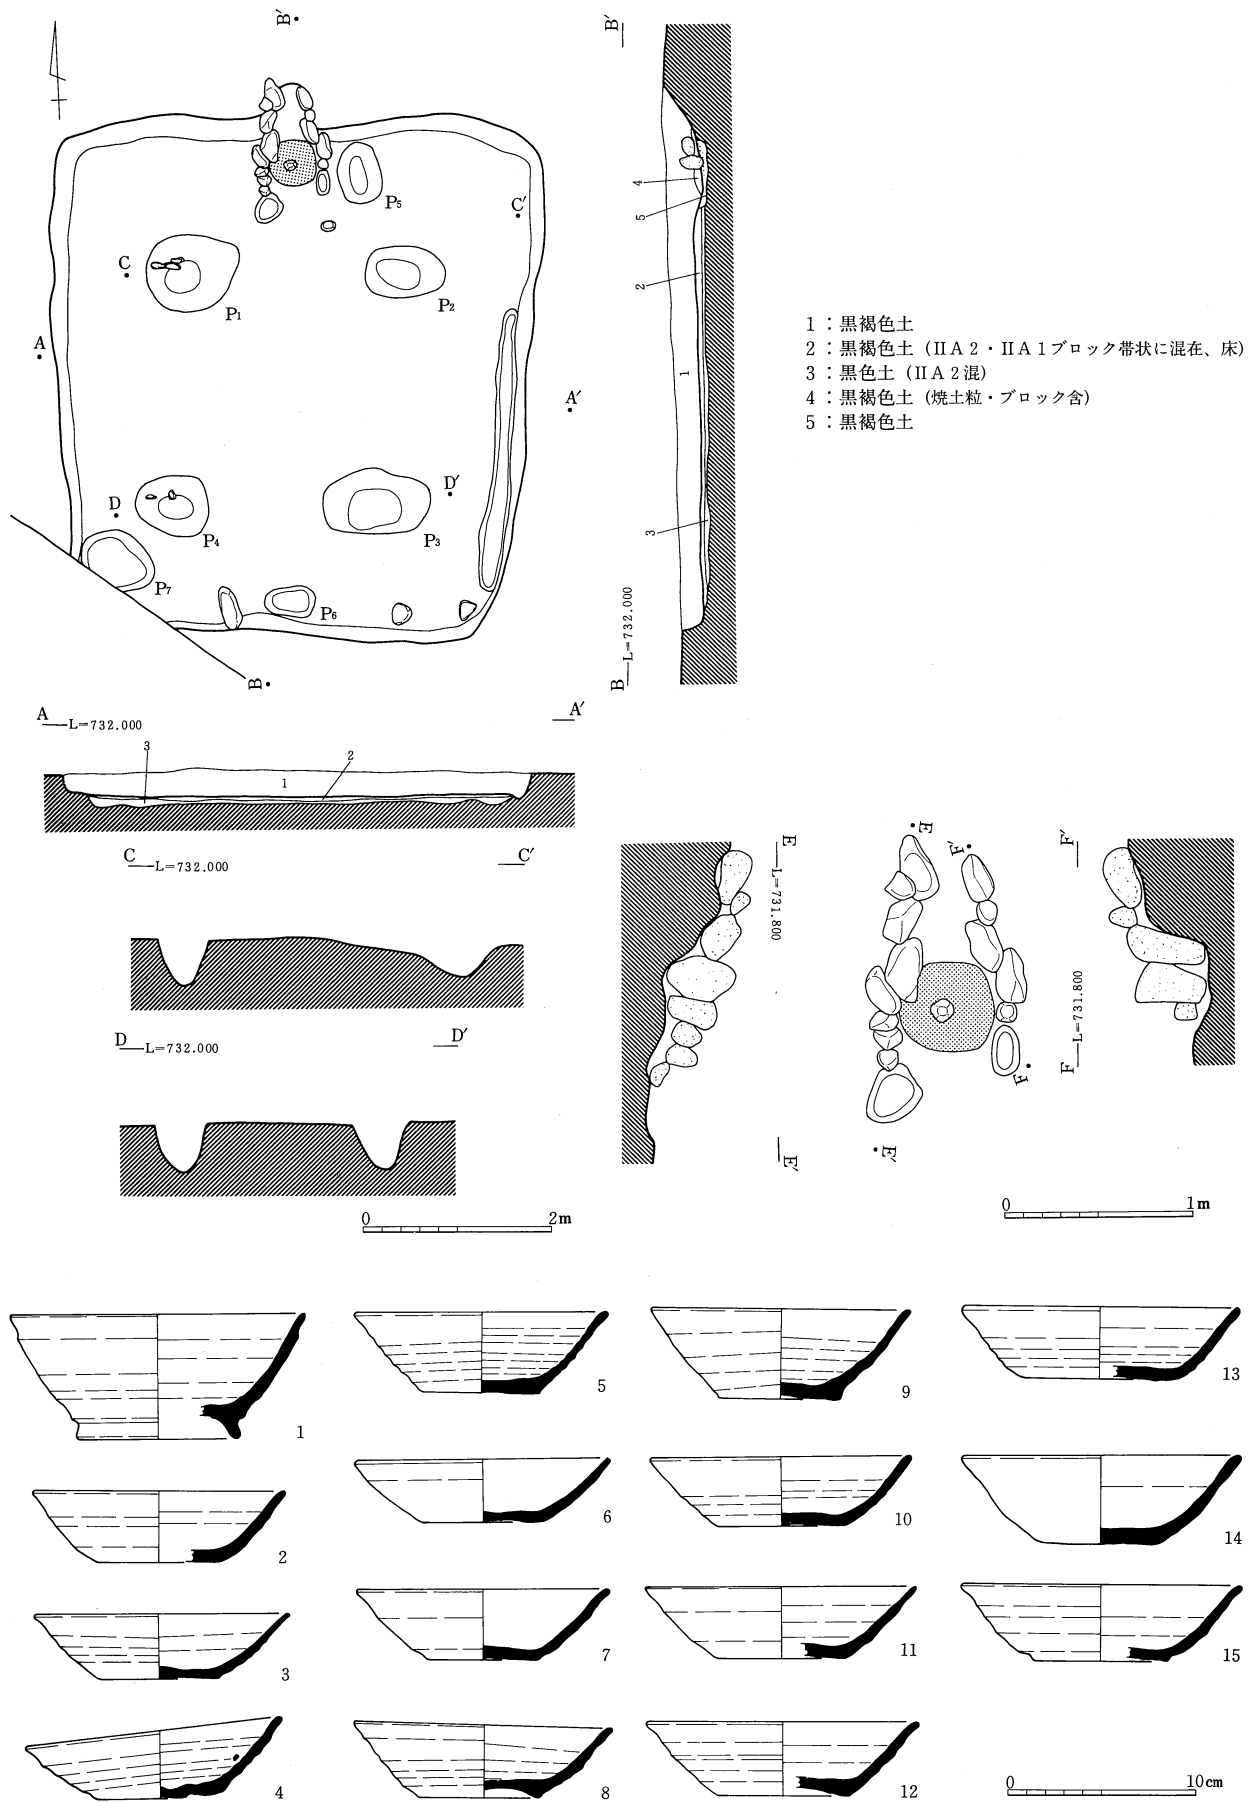 B′
B′
P5
C′
C
P1
P2
A
A′
D
D′
P4
P3
P7
P6
B
4
5
2
1
3
B L=732.000
1：黒褐色土
2：黒褐色土（ⅡA2・ⅡA1ブロック帯状に混在、床）
3：黒色土（ⅡA2混）
4：黒褐色土（焼土粒・ブロック含）
5：黒褐色土
A L=732.000 A′
3 1 2
C L=732.000 C′
D L=732.000 D′
0 2m
E L=731.800
E′
E
F′
F
E′
F′
F L=731.800
0 1m
1
5
9
13
2
6
10
14
3
7
11
15
4
8
12
0 10cm